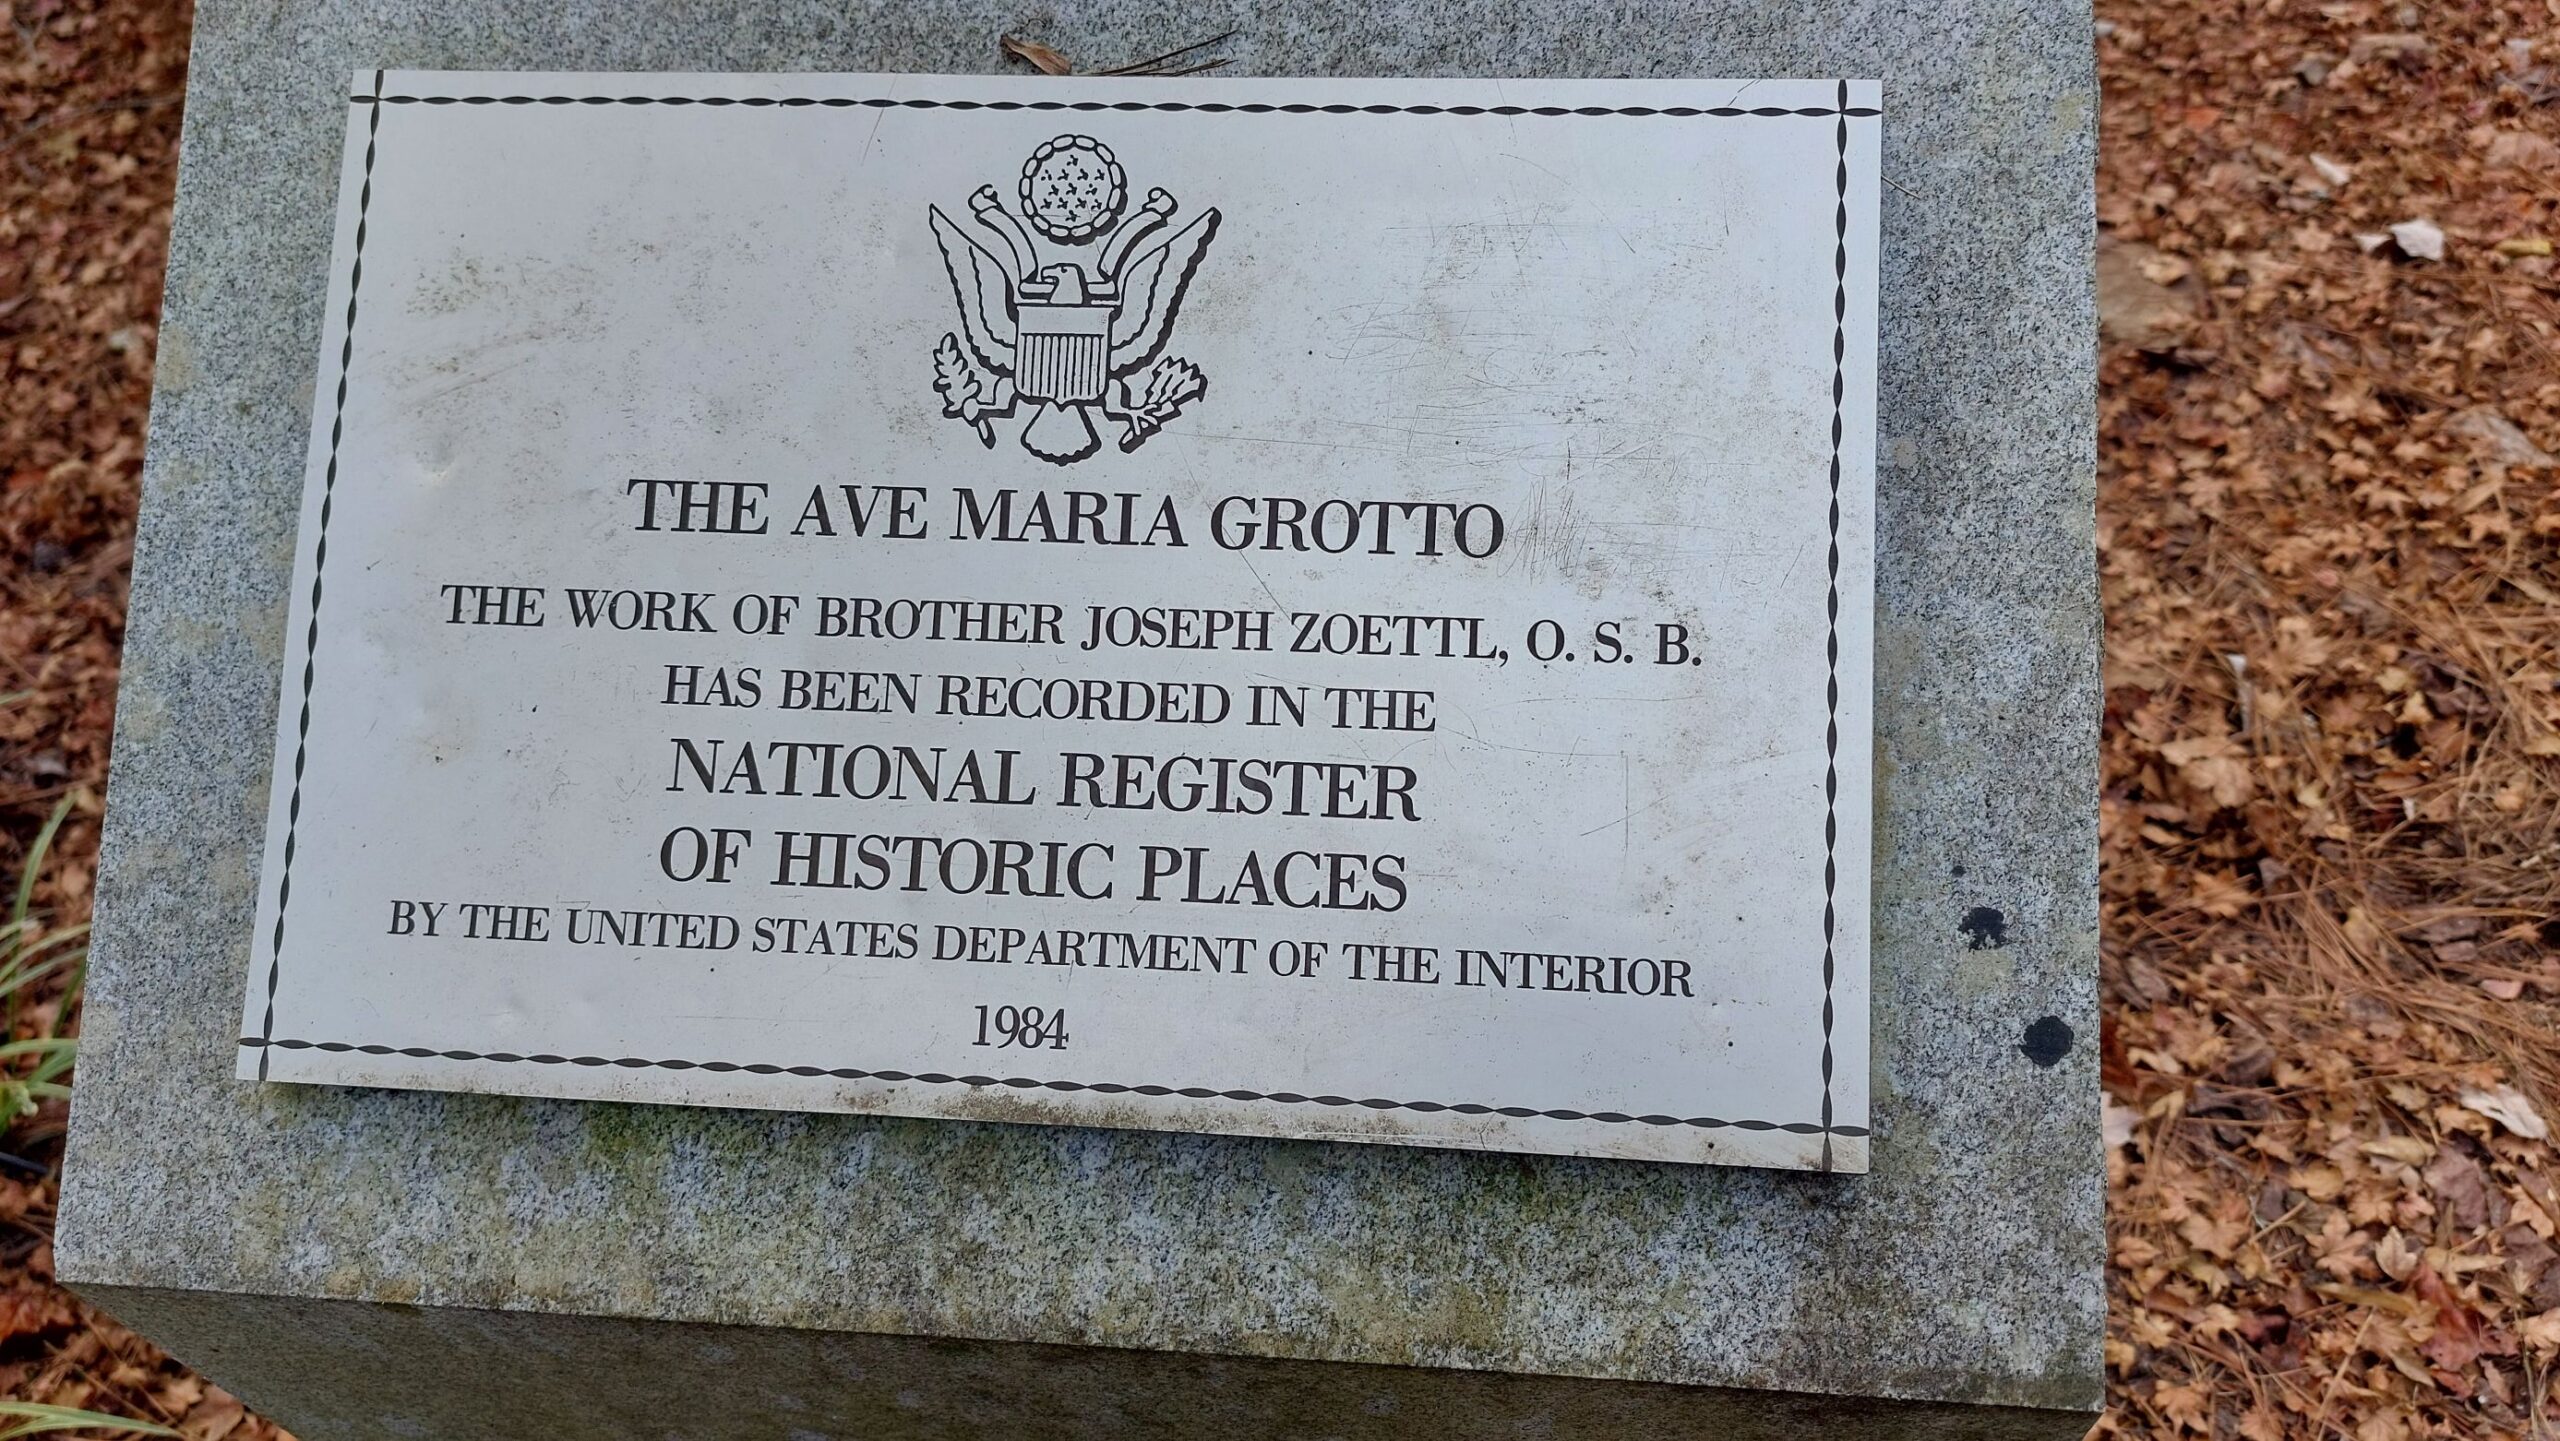 THE AVE MARIA GROTTO
THE WORK OF BROTHER JOSEPH ZOETTL, O. S. B.
HAS BEEN RECORDED IN THE
NATIONAL REGISTER
OF HISTORIC PLACES
BY THE UNITED STATES DEPARTMENT OF THE INTERIOR
1984